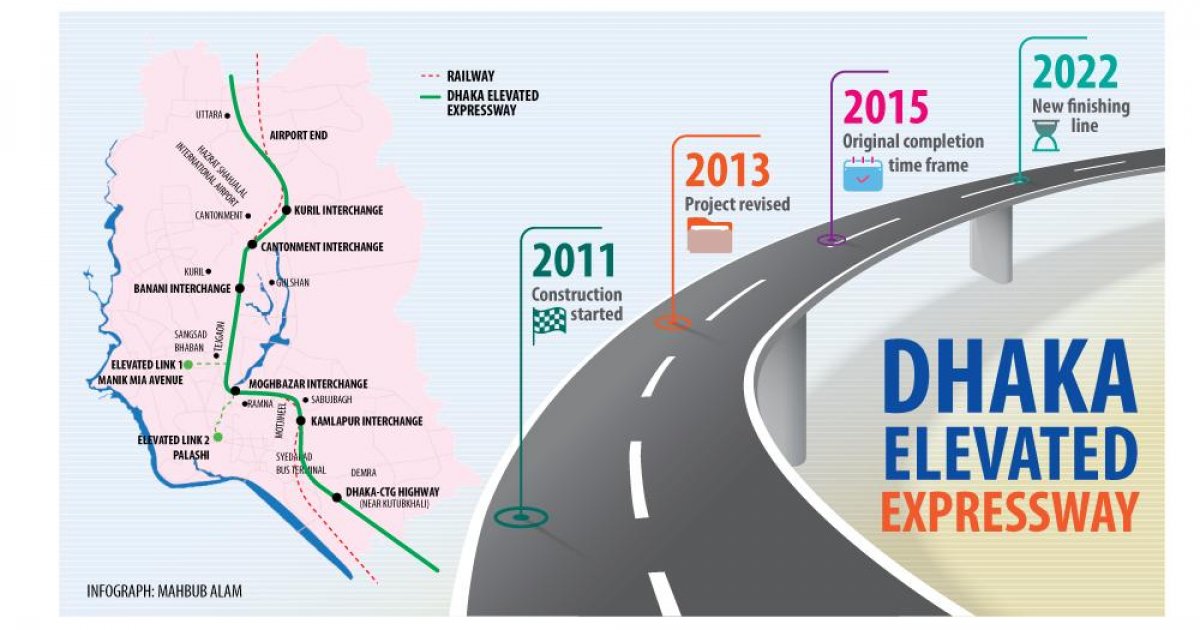 RAILWAY
DHAKA ELEVATED
EXPRESSWAY
UTTARA
AIRPORT END
HAZRAT SHAHJALAL
INTERNATIONAL AIRPORT
CANTONMENT
KURIL INTERCHANGE
CANTONMENT INTERCHANGE
KURIL
GULSHAN
BANANI INTERCHANGE
SANGSAD
BHABAN
TEJGAON
ELEVATED LINK 1
MANIK MIA AVENUE
MOGHBAZAR INTERCHANGE
RAMNA
SABUJBAGH
MOTIJHEEL
KAMLAPUR INTERCHANGE
ELEVATED LINK 2
PALASHI
SYEDABAD
BUS TERMINAL
DEMRA
DHAKA-CTG HIGHWAY
(NEAR KUTUBKHALI)
INFOGRAPH: MAHBUB ALAM
2011
Construction
started
2013
Project revised
2015
Original completion
time frame
2022
New finishing
line
DHAKA
ELEVATED
EXPRESSWAY